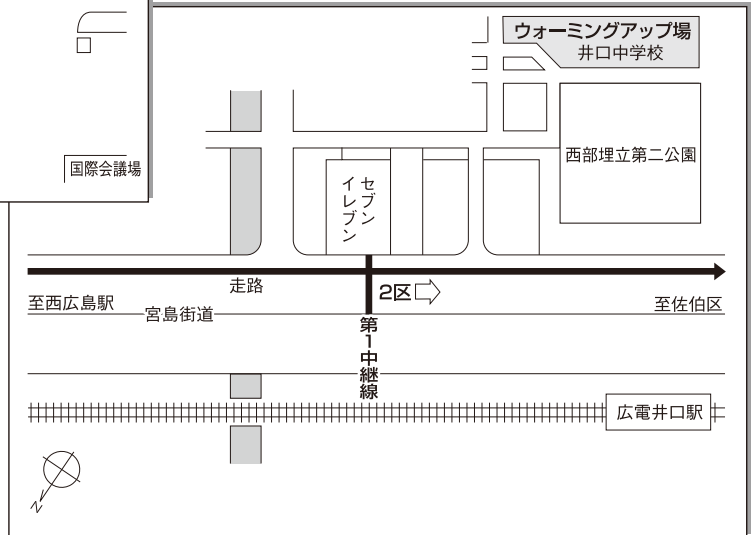 ウォーミングアップ場
井口中学校
国際会議場
西部埋立第二公園
セブン
イレブン
走路
2区
至西広島駅
宮島街道
至佐伯区
第1中継線
広電井口駅
N